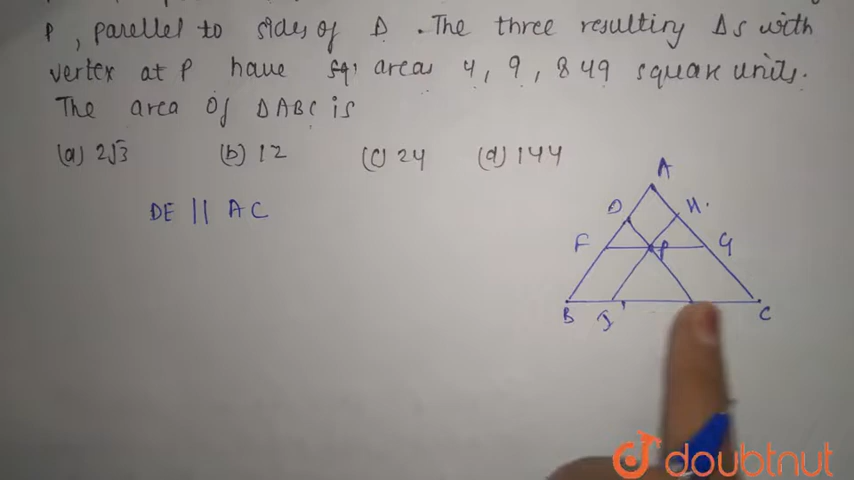 P, parellel to sides of Δ. The three resulting Δs with
vertex at P have sq. areas 4, 9, & 49 square units.
The area of ΔABC is
(a) 2√3 (b) 12 (c) 24 (d) 144
DE || AC
A
D H.
F P G
B I C
doubtnut